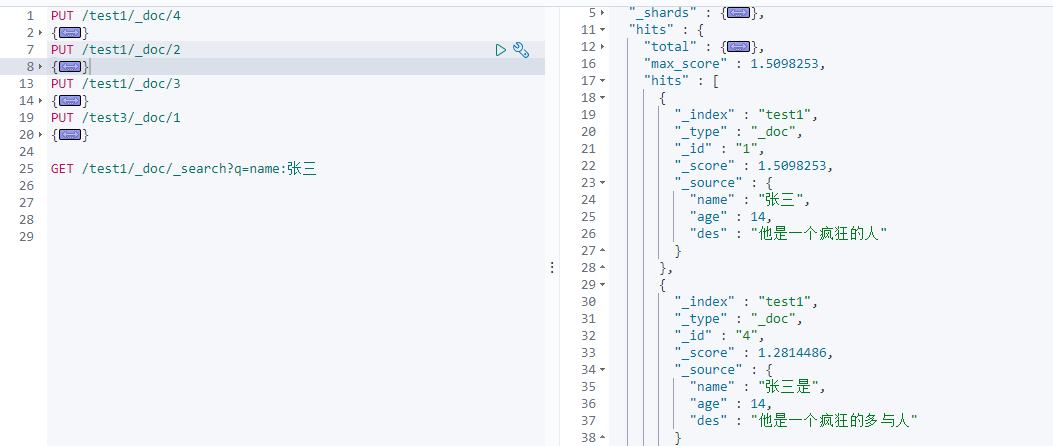 1 PUT /test1/_doc/4
2 {}
7 PUT /test1/_doc/2
8 {}
13 PUT /test1/_doc/3
14 {}
19 PUT /test3/_doc/1
20 {}
24
25 GET /test1/_doc/_search?q=name:张三
26
27
28
29
5 "_shards" : {},
11 "hits" : {
12 "total" : {},
16 "max_score" : 1.5098253,
17 "hits" : [
18 {
19 "_index" : "test1",
20 "_type" : "_doc",
21 "_id" : "1",
22 "_score" : 1.5098253,
23 "_source" : {
24 "name" : "张三",
25 "age" : 14,
26 "des" : "他是一个疯狂的人"
27 }
28 },
29 {
30 "_index" : "test1",
31 "_type" : "_doc",
32 "_id" : "4",
33 "_score" : 1.2814486,
34 "_source" : {
35 "name" : "张三是",
36 "age" : 14,
37 "des" : "他是一个疯狂的多与人"
38 }